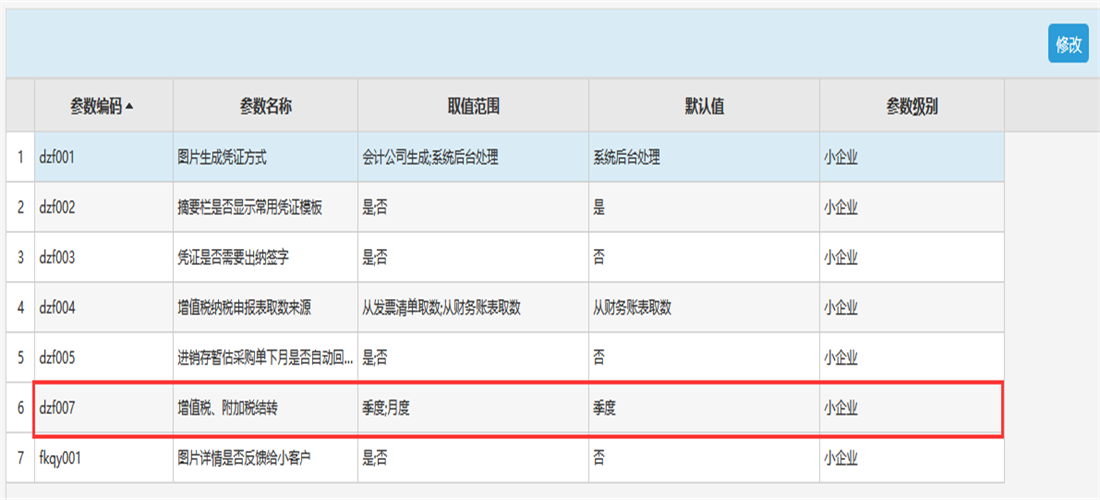 修改
参数编码 参数名称 取值范围 默认值 参数级别
1 dzf001 图片生成凭证方式 会计公司生成;系统后台处理 系统后台处理 小企业
2 dzf002 摘要栏是否显示常用凭证模板 是;否 是 小企业
3 dzf003 凭证是否需要出纳签字 是;否 否 小企业
4 dzf004 增值税纳税申报表取数来源 从发票清单取数;从财务账表取数 从财务账表取数 小企业
5 dzf005 进销存暂估采购单下月是否自动回... 是;否 否 小企业
6 dzf007 增值税、附加税结转 季度;月度 季度 小企业
7 fkqy001 图片详情是否反馈给小客户 是;否 否 小企业